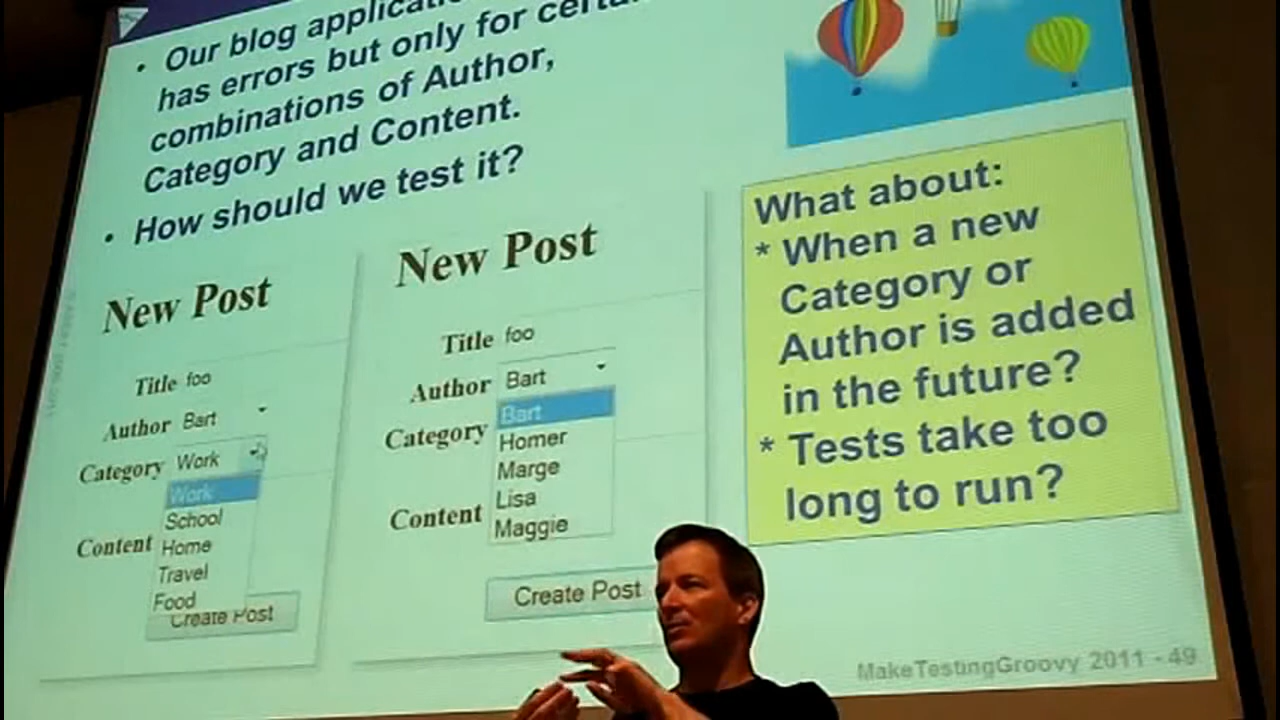 • Our blog
has errors but only for
combinations of Author,
Category and Content.
• How should we test it?
New Post
Title foo
Author Bart
Category Work
Work
School
Home
Travel
Food
Content
Create Post
New Post
Title foo
Author Bart
Category
Bart
Homer
Marge
Lisa
Maggie
Content
Create Post
What about:
* When a new
Category or
Author is added
in the future?
* Tests take too
long to run?
MakeTestingGroovy 2011 - 49